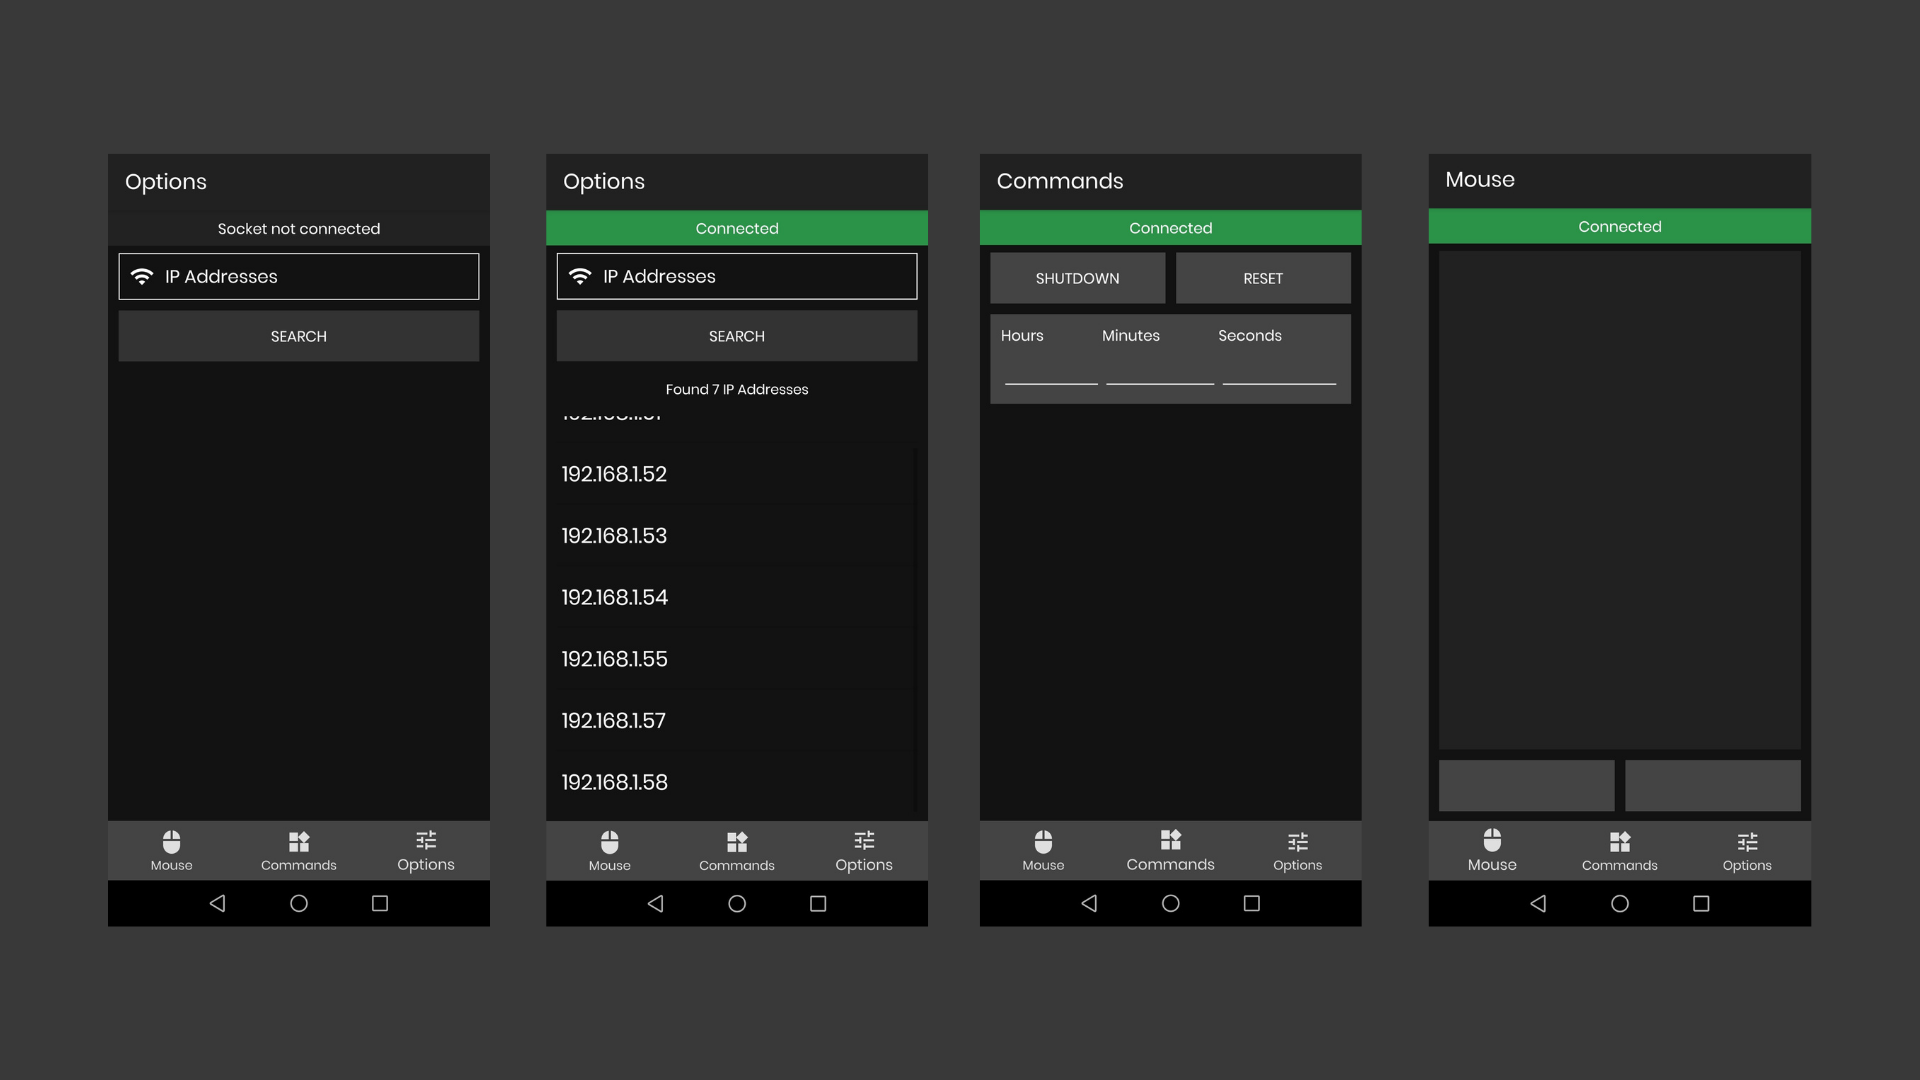 Options
Socket not connected
IP Addresses
SEARCH
Mouse
Commands
Options
Options
Connected
IP Addresses
SEARCH
Found 7 IP Addresses
192.168.1.52
192.168.1.53
192.168.1.54
192.168.1.55
192.168.1.57
192.168.1.58
Mouse
Commands
Options
Commands
Connected
SHUTDOWN
RESET
Hours
Minutes
Seconds
Mouse
Commands
Options
Mouse
Connected
Mouse
Commands
Options